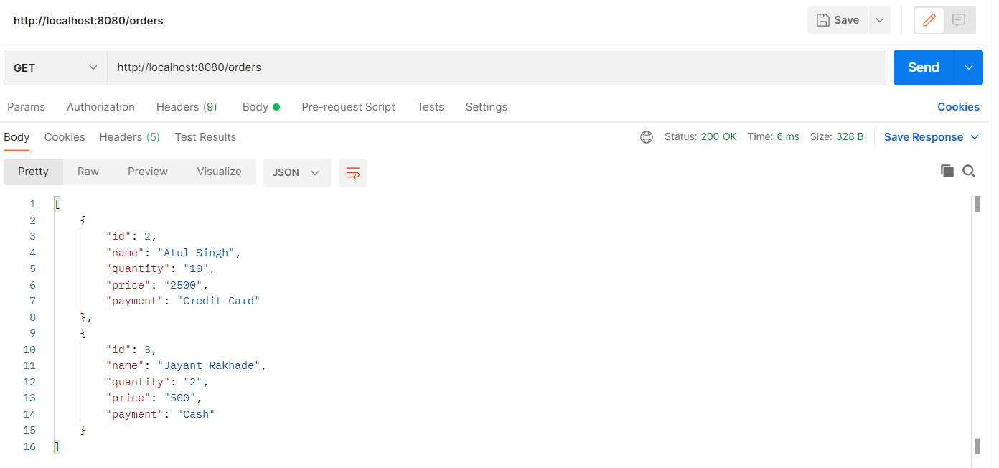 http://localhost:8080/orders
Save
GET http://localhost:8080/orders Send
Params Authorization Headers (9) Body Pre-request Script Tests Settings Cookies
Body Cookies Headers (5) Test Results Status: 200 OK Time: 6 ms Size: 328 B Save Response
Pretty Raw Preview Visualize JSON
1 [
2 {
3 "id": 2,
4 "name": "Atul Singh",
5 "quantity": "10",
6 "price": "2500",
7 "payment": "Credit Card"
8 },
9 {
10 "id": 3,
11 "name": "Jayant Rakhade",
12 "quantity": "2",
13 "price": "500",
14 "payment": "Cash"
15 }
16 ]